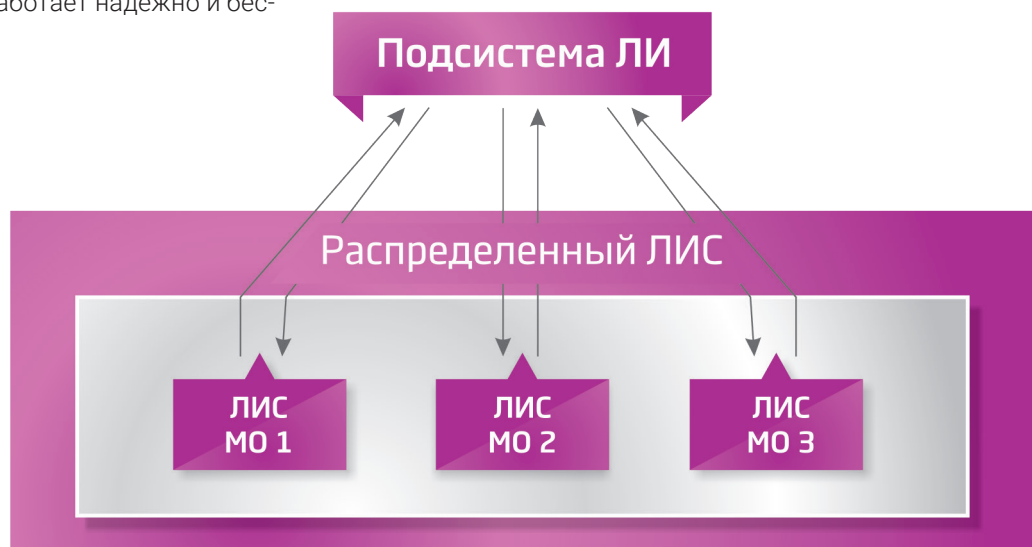 аботает надежно и бес-
Подсистема ЛИ
Распределенный ЛИС
ЛИС
МО 1
ЛИС
МО 2
ЛИС
МО 3